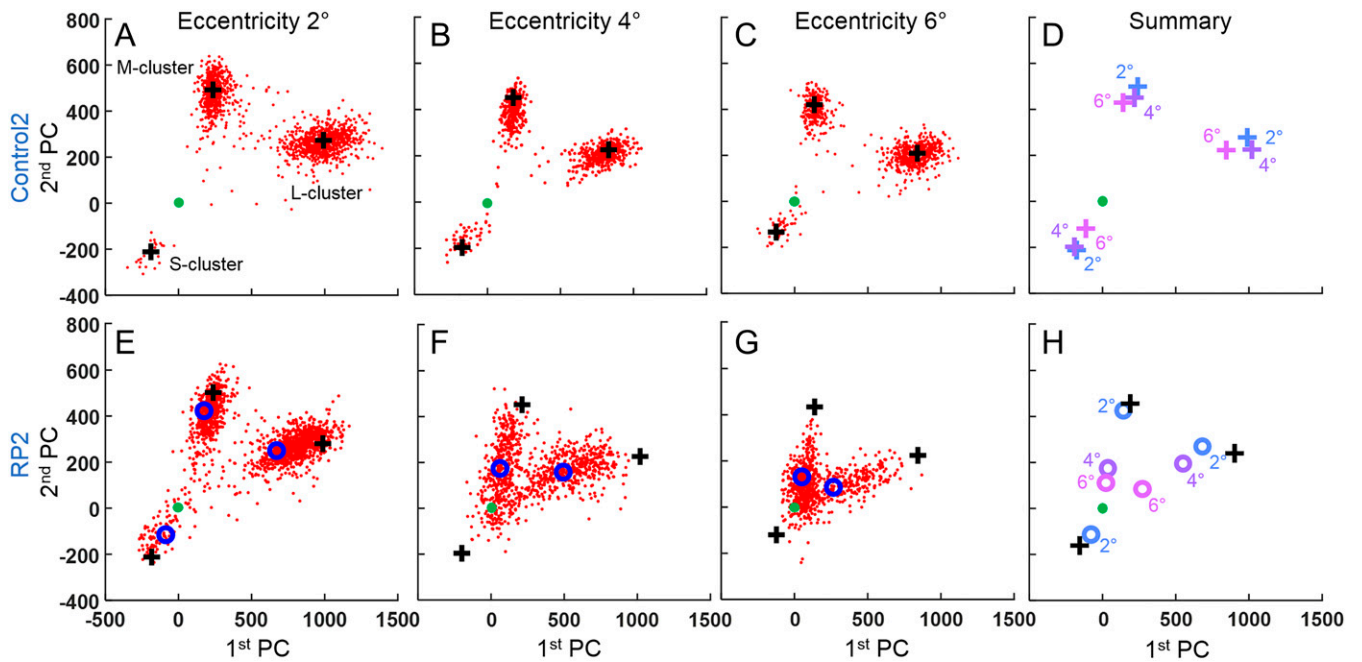 Eccentricity 2°
Eccentricity 4°
Eccentricity 6°
Summary
A
B
C
D
M-cluster
L-cluster
S-cluster
800
600
400
200
0
-200
-400
Control2
2nd PC
2°
6°
4°
6°
2°
4°
4°
6°
2°
E
F
G
H
800
600
400
200
0
-200
-400
RP2
2nd PC
2°
4°
6°
2°
4°
6°
2°
-500 0 500 1000 1500 0 500 1000 1500 0 500 1000 1500 0 500 1000 1500
1st PC
1st PC
1st PC
1st PC